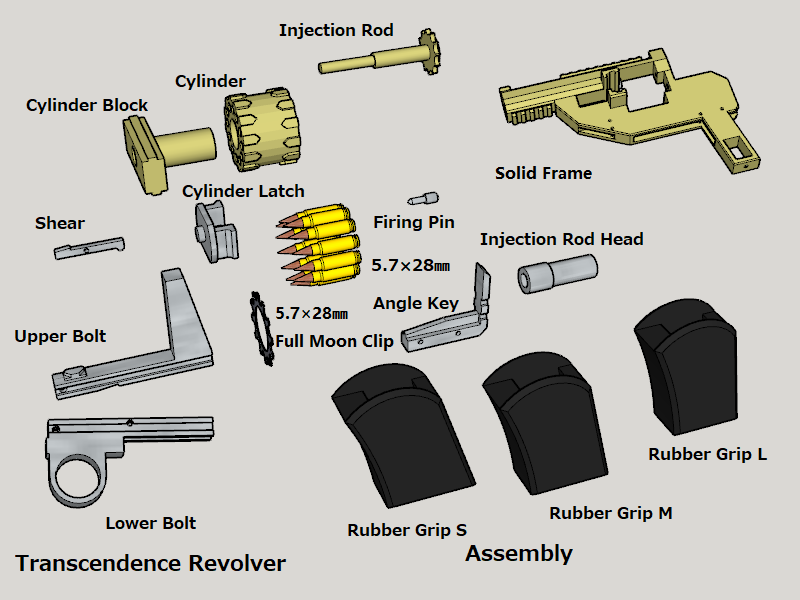 Injection Rod
Cylinder
Cylinder Block
Solid Frame
Cylinder Latch
Shear
Firing Pin
Injection Rod Head
5.7×28㎜
Angle Key
5.7×28㎜
Full Moon Clip
Upper Bolt
Rubber Grip L
Rubber Grip M
Lower Bolt
Rubber Grip S
Assembly
Transcendence Revolver